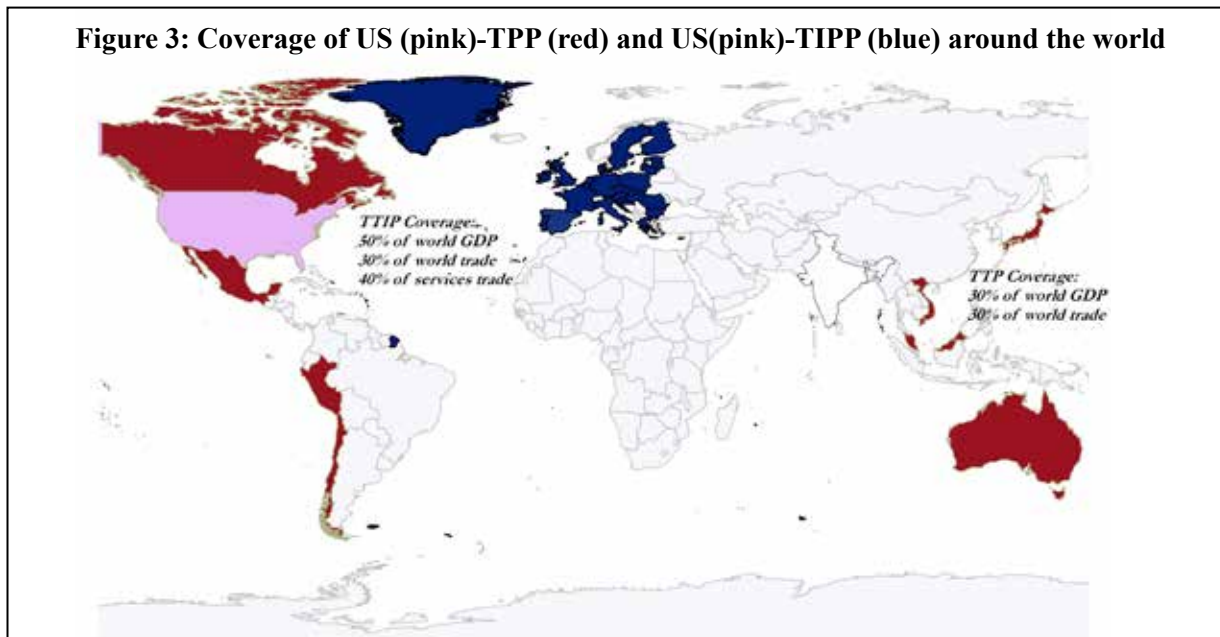 Figure 3: Coverage of US (pink)-TPP (red) and US(pink)-TIPP (blue) around the world
TTIP Coverage:
50% of world GDP
30% of world trade
40% of services trade
TTP Coverage:
30% of world GDP
30% of world trade